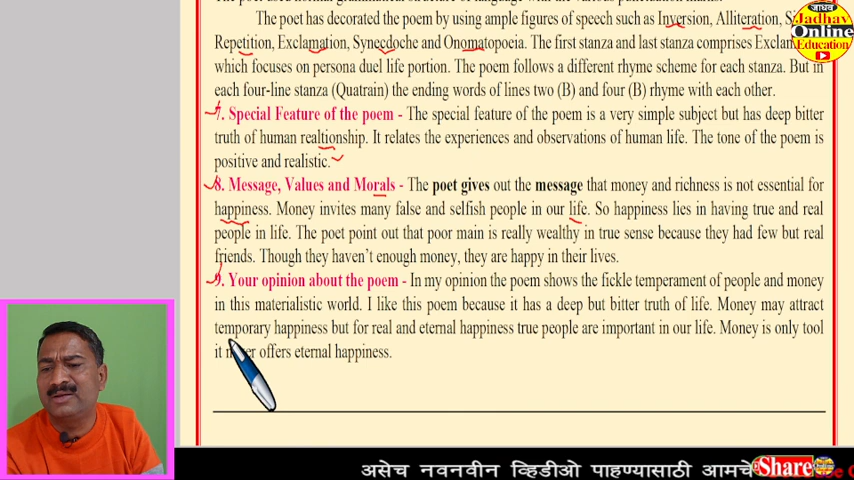 The poet has decorated the poem by using ample figures of speech such as Inversion, Alliteration,
Repetition, Exclamation, Synecdoche and Onomatopoeia. The first stanza and last stanza comprises
which focuses on persona duel life portion. The poem follows a different rhyme scheme for each stanza. But in
each four-line stanza (Quatrain) the ending words of lines two (B) and four (B) rhyme with each other.
7. Special Feature of the poem - The special feature of the poem is a very simple subject but has deep bitter
truth of human realtionship. It relates the experiences and observations of human life. The tone of the poem is
positive and realistic.
8. Message, Values and Morals - The poet gives out the message that money and richness is not essential for
happiness. Money invites many false and selfish people in our life. So happiness lies in having true and real
people in life. The poet point out that poor main is really wealthy in true sense because they had few but real
friends. Though they haven't enough money, they are happy in their lives.
9. Your opinion about the poem - In my opinion the poem shows the fickle temperament of people and money
in this materialistic world. I like this poem because it has a deep but bitter truth of life. Money may attract
temporary happiness but for real and eternal happiness true people are important in our life. Money is only tool
it offers eternal happiness.
जाधव
Jadhav
Online
Education
असेच नवनवीन व्हिडीओ पाहण्यासाठी आमचे
Share